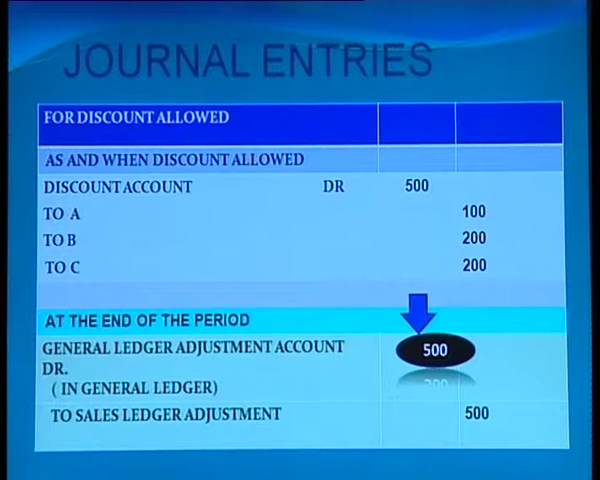 JOURNAL ENTRIES
FOR DISCOUNT ALLOWED
AS AND WHEN DISCOUNT ALLOWED
DISCOUNT ACCOUNT DR 500
TO A 100
TO B 200
TO C 200
AT THE END OF THE PERIOD
GENERAL LEDGER ADJUSTMENT ACCOUNT 500
DR.
( IN GENERAL LEDGER)
TO SALES LEDGER ADJUSTMENT 500